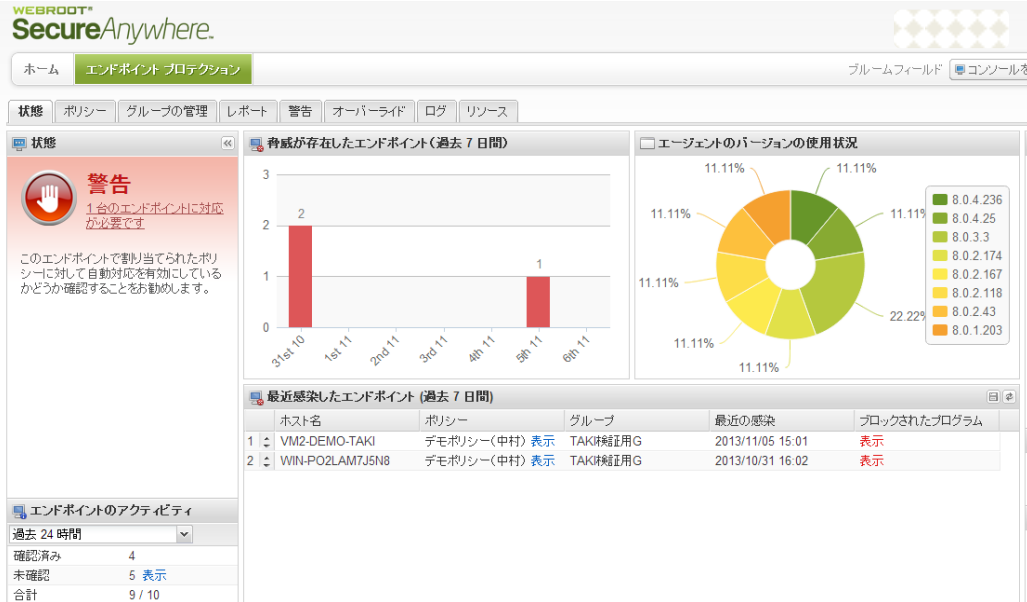 WEBROOT®
SecureAnywhere.
ホーム
エンドポイント プロテクション
ブルームフィールド
コンソールを
状態
ポリシー
グループの管理
レポート
警告
オーバーライド
ログ
リソース
状態
警告
1 台のエンドポイントに対応
が必要です
このエンドポイントで割り当てられたポリ
シーに対して自動対応を有効にしている
かどうか確認することをお勧めします。
脅威が存在したエンドポイント(過去 7 日間)
3
2
1
0
2
1
31st 10
1st 11
2nd 11
3rd 11
4th 11
5th 11
6th 11
エージェントのバージョンの使用状況
11.11%
11.11%
11.11%
11.11%
11.11%
22.22%
11.11%
11.11%
8.0.4.236
8.0.4.25
8.0.3.3
8.0.2.174
8.0.2.167
8.0.2.118
8.0.2.43
8.0.1.203
最近感染したエンドポイント (過去 7 日間)
ホスト名 ポリシー グループ 最近の感染 ブロックされたプログラム
1 VM2-DEMO-TAKI デモポリシー(中村) 表示 TAKI検証用G 2013/11/05 15:01 表示
2 WIN-PO2LAM7J5N8 デモポリシー(中村) 表示 TAKI検証用G 2013/10/31 16:02 表示
エンドポイントのアクティビティ
過去 24 時間
確認済み 4
未確認 5 表示
合計 9 / 10